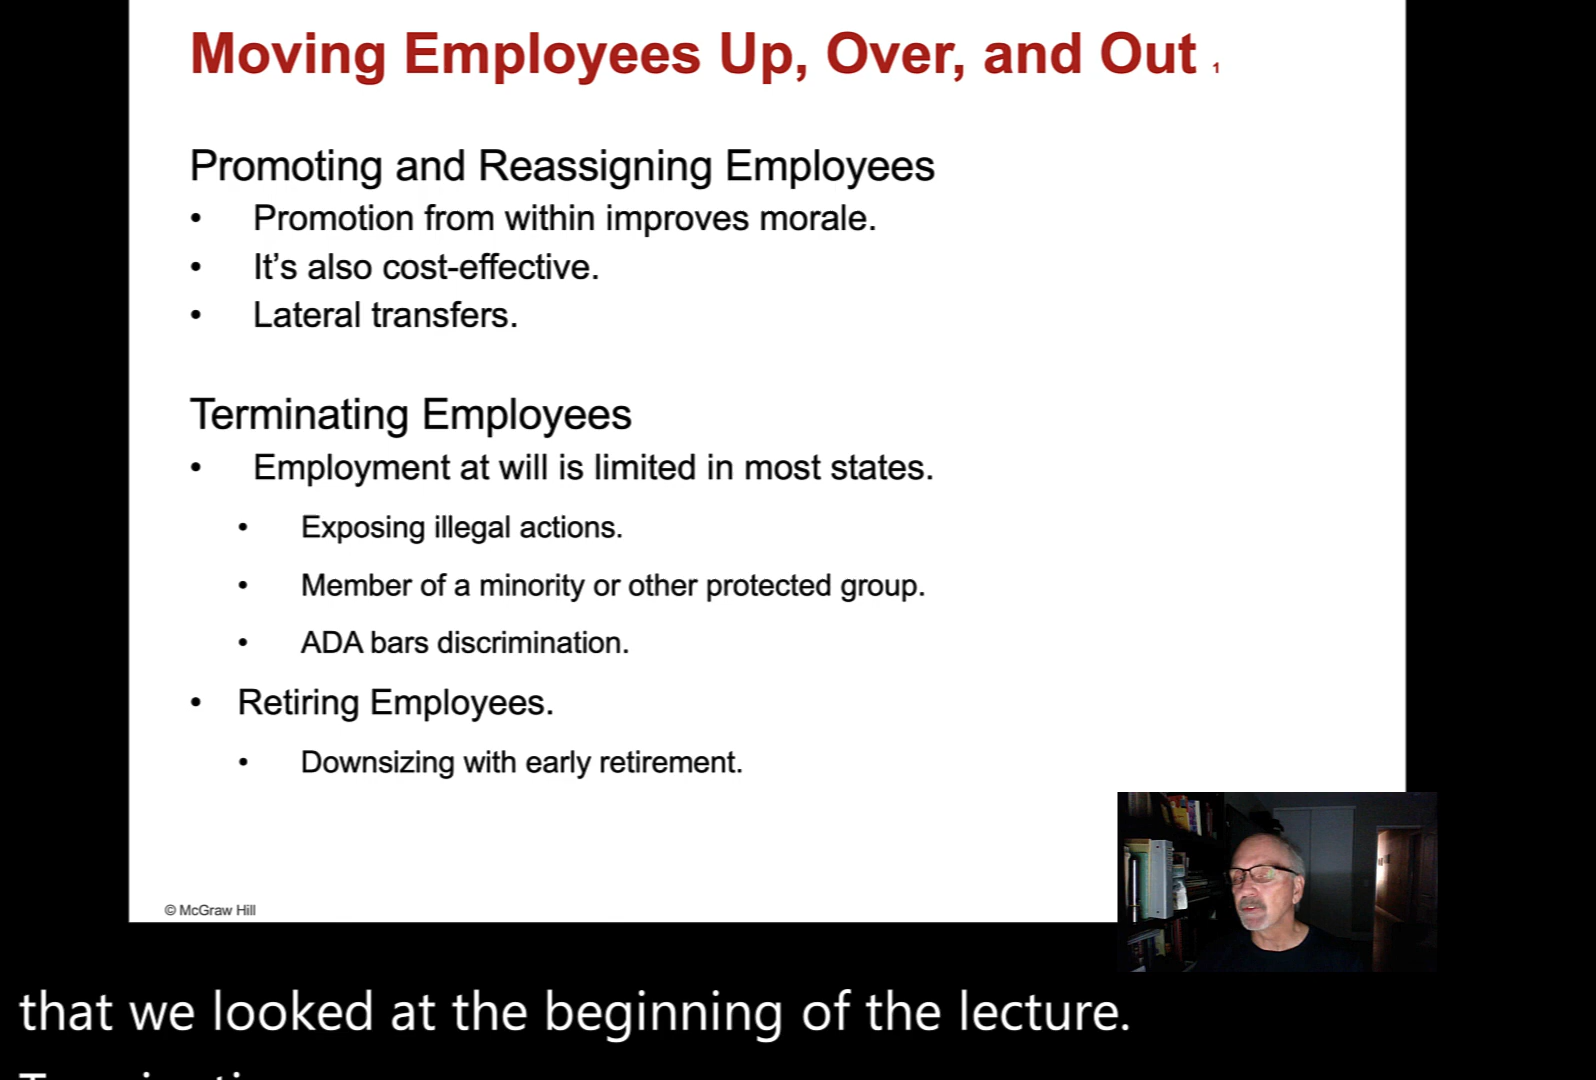 Moving Employees Up, Over, and Out 1
Promoting and Reassigning Employees
• Promotion from within improves morale.
• It’s also cost-effective.
• Lateral transfers.
Terminating Employees
• Employment at will is limited in most states.
• Exposing illegal actions.
• Member of a minority or other protected group.
• ADA bars discrimination.
• Retiring Employees.
• Downsizing with early retirement.
© McGraw Hill
that we looked at the beginning of the lecture.